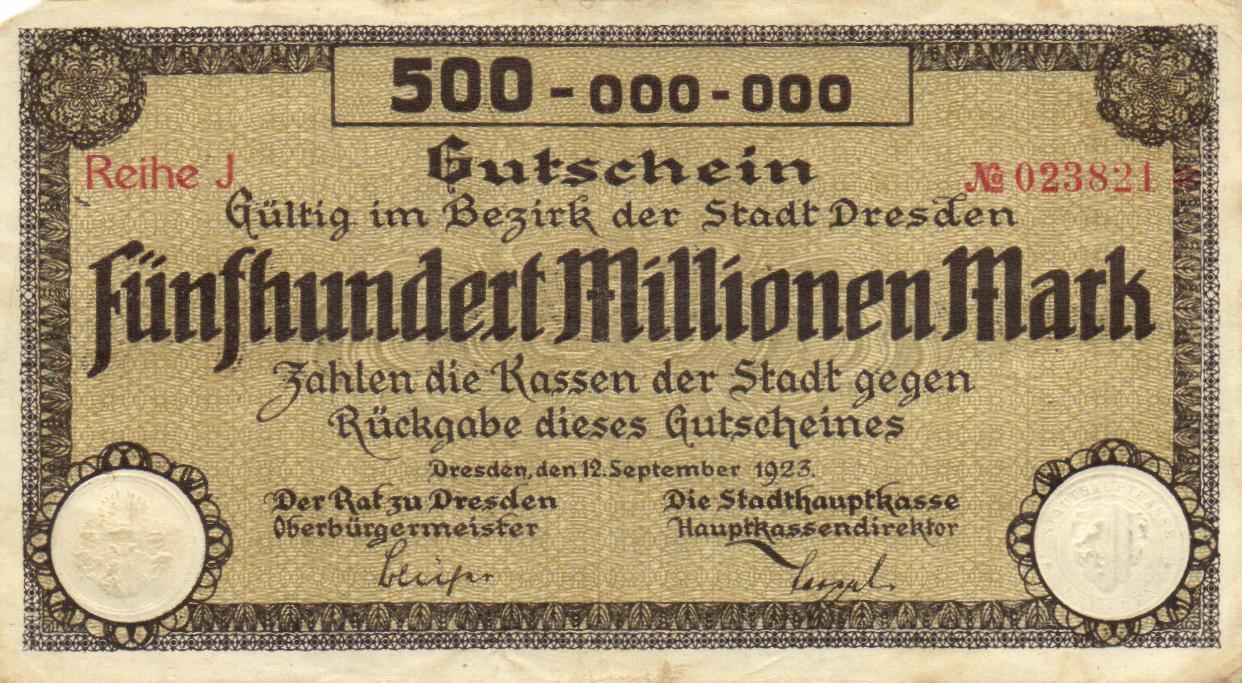 500-000-000
Gutschein
Reihe J
№ 023821 *
Gültig im Bezirk der Stadt Dresden
Fünfhundert Millionen Mark
Zahlen die Kassen der Stadt gegen
Rückgabe dieses Gutscheines
Dresden, den 12. September 1923.
Der Rat zu Dresden
Oberbürgermeister
Die Stadthauptkasse
Hauptkassendirektor